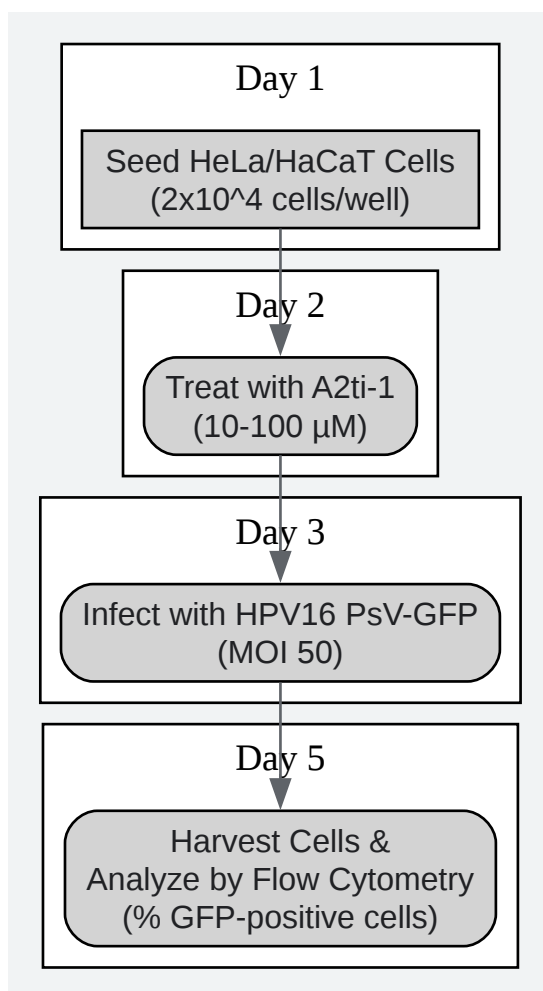 Day 1
Seed HeLa/HaCaT Cells
(2x10^4 cells/well)
Day 2
Treat with A2ti-1
(10-100 µM)
Day 3
Infect with HPV16 PsV-GFP
(MOI 50)
Day 5
Harvest Cells &
Analyze by Flow Cytometry
(% GFP-positive cells)